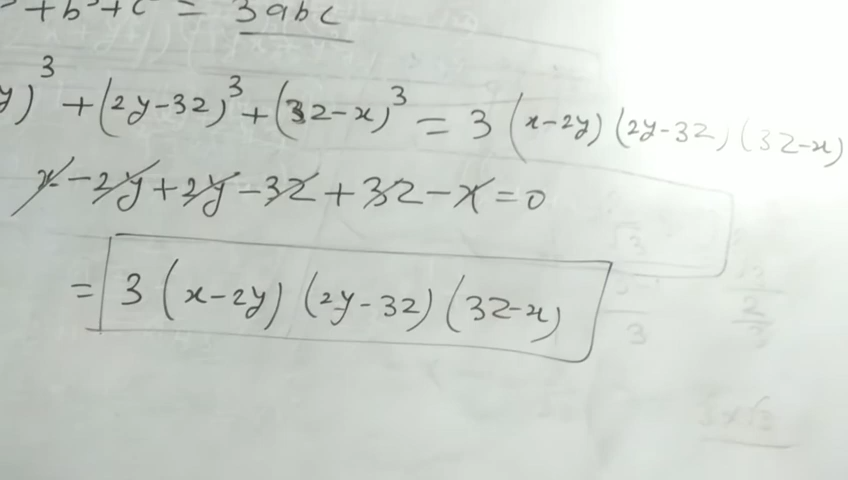 +b³+c³ = 3abc
y)³+(2y-3z)³+(3z-x)³ = 3(x-2y)(2y-3z)(3z-x)
x-2y+2y-3z+3z-x=0
= 3(x-2y)(2y-3z)(3z-x)